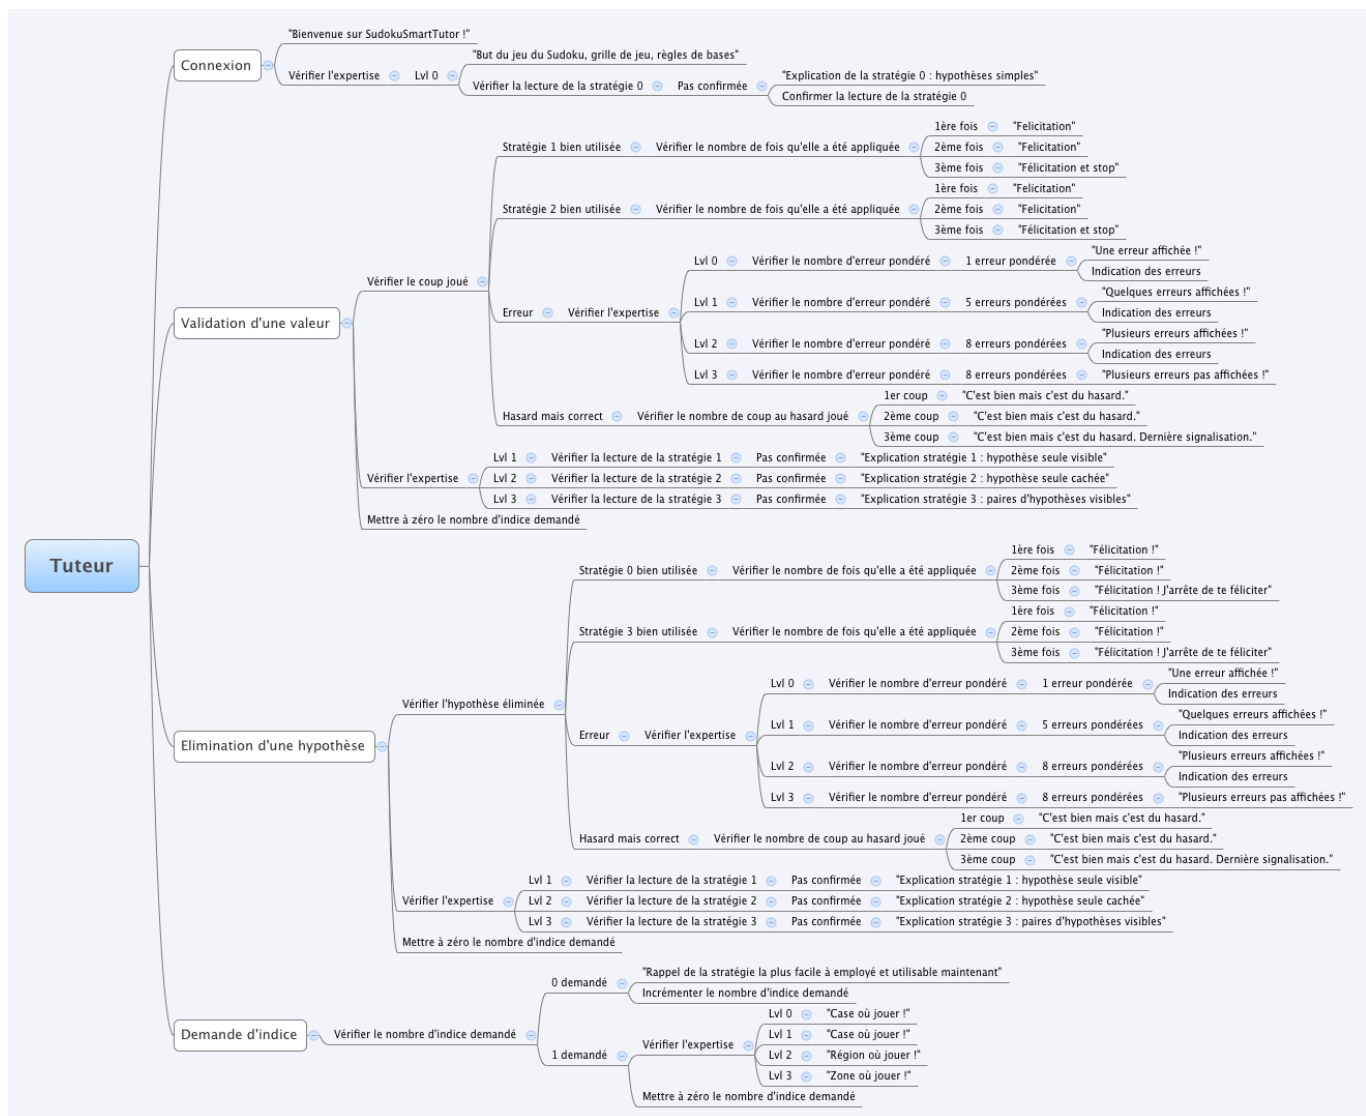 Tuteur
Connexion
"Bienvenue sur SudokuSmartTutor !"
Vérifier l'expertise
Lvl 0
"But du jeu du Sudoku, grille de jeu, règles de bases"
Vérifier la lecture de la stratégie 0
Pas confirmée
"Explication de la stratégie 0 : hypothèses simples"
Confirmer la lecture de la stratégie 0
Validation d'une valeur
Vérifier le coup joué
Stratégie 1 bien utilisée
Vérifier le nombre de fois qu'elle a été appliquée
1ère fois
"Felicitation"
2ème fois
"Felicitation"
3ème fois
"Félicitation et stop"
Stratégie 2 bien utilisée
Vérifier le nombre de fois qu'elle a été appliquée
1ère fois
"Felicitation"
2ème fois
"Felicitation"
3ème fois
"Félicitation et stop"
Erreur
Vérifier l'expertise
Lvl 0
Vérifier le nombre d'erreur pondéré
1 erreur pondérée
"Une erreur affichée !"
Indication des erreurs
Lvl 1
Vérifier le nombre d'erreur pondéré
5 erreurs pondérées
"Quelques erreurs affichées !"
Indication des erreurs
Lvl 2
Vérifier le nombre d'erreur pondéré
8 erreurs pondérées
"Plusieurs erreurs affichées !"
Indication des erreurs
Lvl 3
Vérifier le nombre d'erreur pondéré
8 erreurs pondérées
"Plusieurs erreurs pas affichées !"
Hasard mais correct
Vérifier le nombre de coup au hasard joué
1er coup
"C'est bien mais c'est du hasard."
2ème coup
"C'est bien mais c'est du hasard."
3ème coup
"C'est bien mais c'est du hasard. Dernière signalisation."
Vérifier l'expertise
Lvl 1
Vérifier la lecture de la stratégie 1
Pas confirmée
"Explication stratégie 1 : hypothèse seule visible"
Lvl 2
Vérifier la lecture de la stratégie 2
Pas confirmée
"Explication stratégie 2 : hypothèse seule cachée"
Lvl 3
Vérifier la lecture de la stratégie 3
Pas confirmée
"Explication stratégie 3 : paires d'hypothèses visibles"
Mettre à zéro le nombre d'indice demandé
Elimination d'une hypothèse
Vérifier l'hypothèse éliminée
Stratégie 0 bien utilisée
Vérifier le nombre de fois qu'elle a été appliquée
1ère fois
"Félicitation !"
2ème fois
"Félicitation !"
3ème fois
"Félicitation ! J'arrête de te féliciter"
Stratégie 3 bien utilisée
Vérifier le nombre de fois qu'elle a été appliquée
1ère fois
"Félicitation !"
2ème fois
"Félicitation !"
3ème fois
"Félicitation ! J'arrête de te féliciter"
Erreur
Vérifier l'expertise
Lvl 0
Vérifier le nombre d'erreur pondéré
1 erreur pondérée
"Une erreur affichée !"
Indication des erreurs
Lvl 1
Vérifier le nombre d'erreur pondéré
5 erreurs pondérées
"Quelques erreurs affichées !"
Indication des erreurs
Lvl 2
Vérifier le nombre d'erreur pondéré
8 erreurs pondérées
"Plusieurs erreurs affichées !"
Indication des erreurs
Lvl 3
Vérifier le nombre d'erreur pondéré
8 erreurs pondérées
"Plusieurs erreurs pas affichées !"
Hasard mais correct
Vérifier le nombre de coup au hasard joué
1er coup
"C'est bien mais c'est du hasard."
2ème coup
"C'est bien mais c'est du hasard."
3ème coup
"C'est bien mais c'est du hasard. Dernière signalisation."
Vérifier l'expertise
Lvl 1
Vérifier la lecture de la stratégie 1
Pas confirmée
"Explication stratégie 1 : hypothèse seule visible"
Lvl 2
Vérifier la lecture de la stratégie 2
Pas confirmée
"Explication stratégie 2 : hypothèse seule cachée"
Lvl 3
Vérifier la lecture de la stratégie 3
Pas confirmée
"Explication stratégie 3 : paires d'hypothèses visibles"
Mettre à zéro le nombre d'indice demandé
Demande d'indice
Vérifier le nombre d'indice demandé
0 demandé
"Rappel de la stratégie la plus facile à employé et utilisable maintenant"
Incrémenter le nombre d'indice demandé
1 demandé
Vérifier l'expertise
Lvl 0
"Case où jouer !"
Lvl 1
"Case où jouer !"
Lvl 2
"Région où jouer !"
Lvl 3
"Zone où jouer !"
Mettre à zéro le nombre d'indice demandé